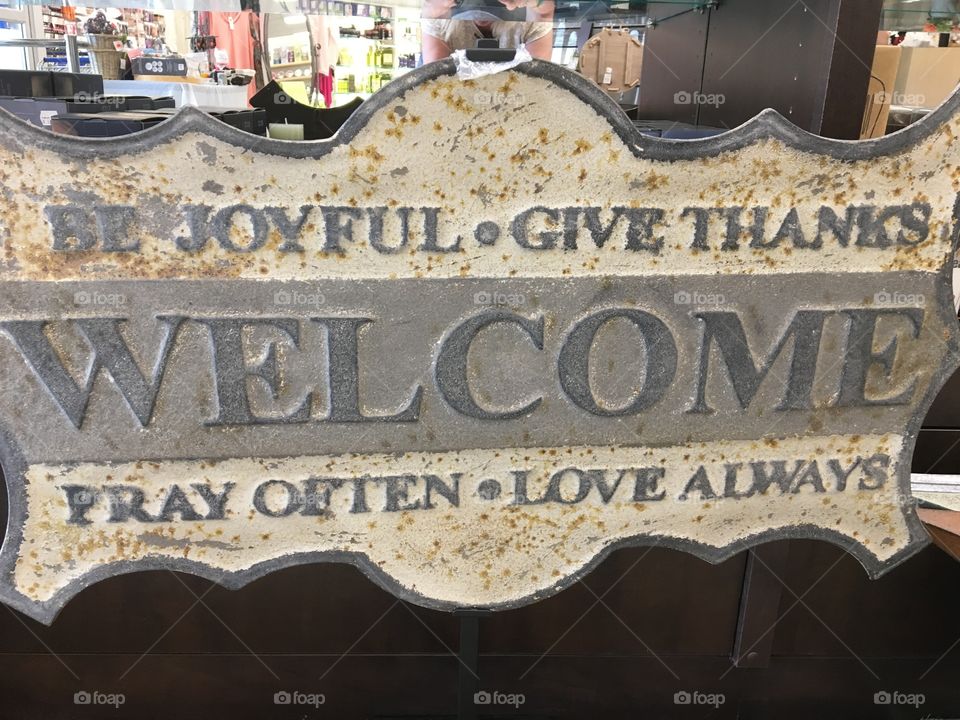 BE JOYFUL • GIVE THANKS
WELCOME
PRAY OFTEN • LOVE ALWAYS